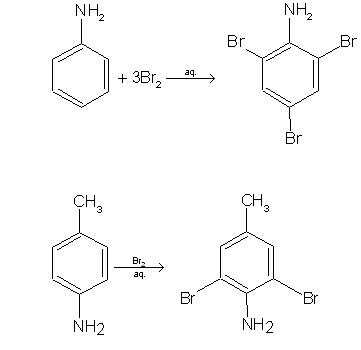 NH2 NH2
Br Br
+ 3Br2 aq.
Br
CH3 CH3
Br2
aq.
Br Br
NH2 NH2